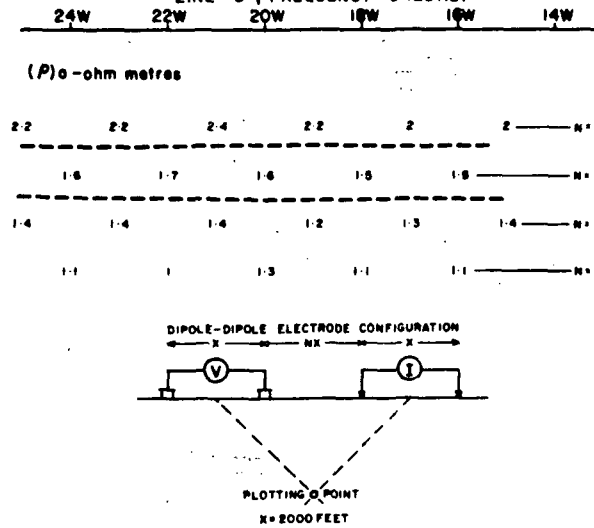 24W 22W 20W 18W 16W 14W
(P)a-ohm metres
2.2 2.2 2.4 2.2 2 2 N=
1.6 1.7 1.6 1.5 1.5 N=
1.4 1.4 1.4 1.2 1.3 1.4 N=
1.1 1 1.3 1.1 1.1 N=
DIPOLE-DIPOLE ELECTRODE CONFIGURATION
X NX X
V I
PLOTTING POINT
X=2000 FEET